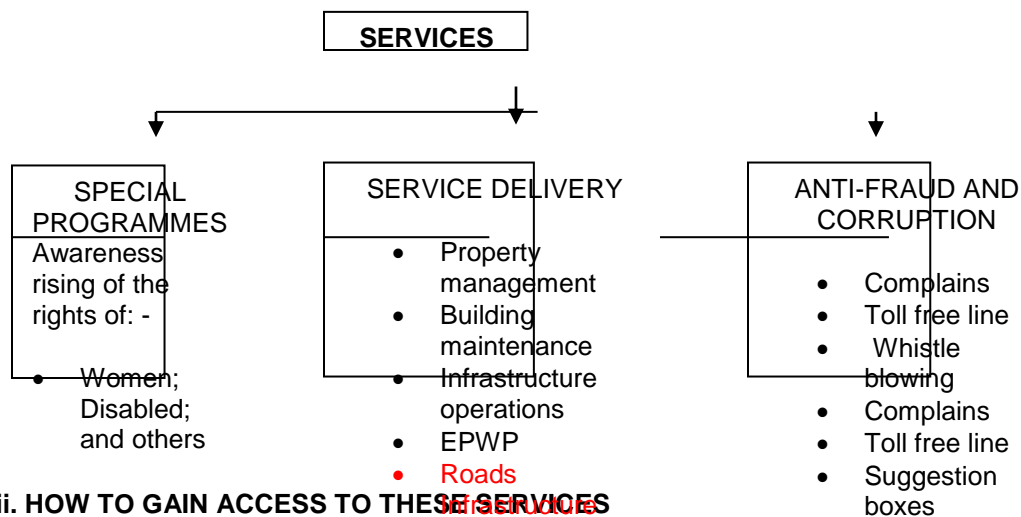 SERVICES
SPECIAL
PROGRAMMES
Awareness
rising of the
rights of: -
• Women;
Disabled;
and others
SERVICE DELIVERY
• Property
management
• Building
maintenance
• Infrastructure
operations
• EPWP
• Roads
Infrastructure
ANTI-FRAUD AND
CORRUPTION
• Complains
• Toll free line
• Whistle
blowing
• Complains
• Toll free line
• Suggestion
boxes
ii. HOW TO GAIN ACCESS TO THESE SERVICES